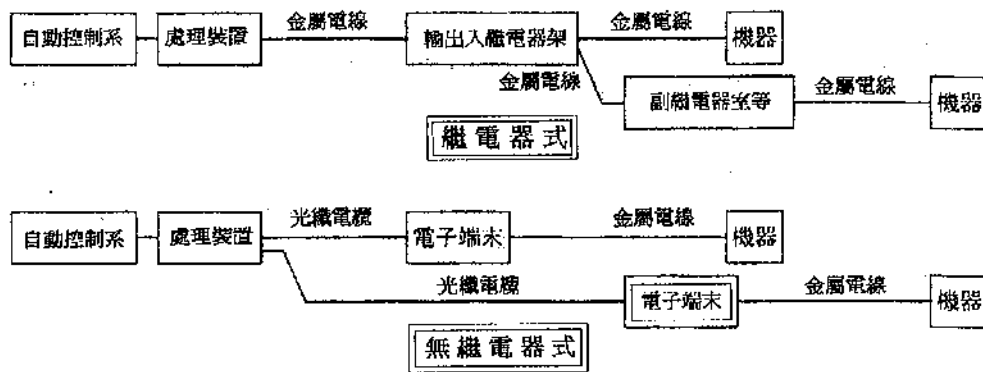 金屬電線 金屬電線
自動控制系 處理裝置 輸出入繼電器架 機器
金屬電線 金屬電線
副繼電器室等 機器
繼電器式
光纖電欖 金屬電線
自動控制系 處理裝置 電子端末 機器
光纖電欖 金屬電線
電子端末 機器
無繼電器式